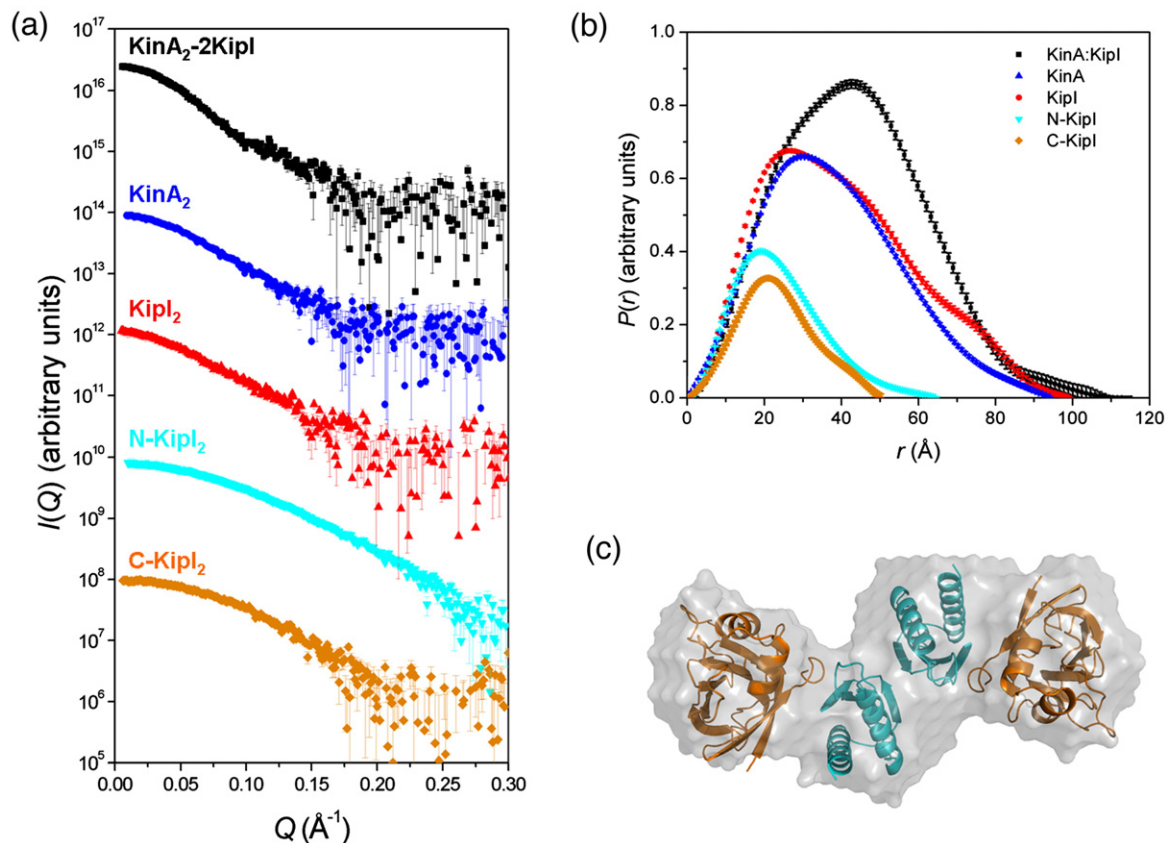 (a)
10¹⁷
10¹⁶
10¹⁵
10¹⁴
10¹³
10¹²
10¹¹
10¹⁰
10⁹
10⁸
10⁷
10⁶
10⁵
I(Q) (arbitrary units)
KinA₂-2KipI
KinA₂
KipI₂
N-KipI₂
C-KipI₂
0.00 0.05 0.10 0.15 0.20 0.25 0.30
Q (Å⁻¹)
(b)
1.0
0.8
0.6
0.4
0.2
0.0
P(r) (arbitrary units)
KinA:KipI
KinA
KipI
N-KipI
C-KipI
0 20 40 60 80 100 120
r (Å)
(c)